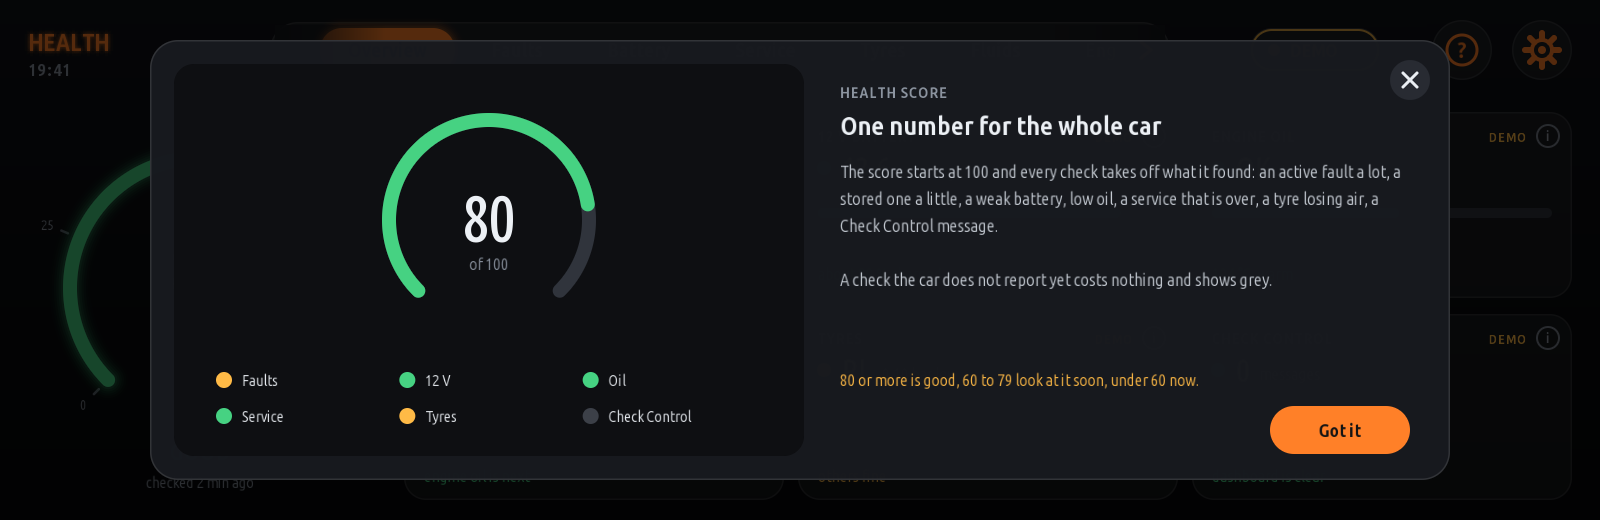 HEALTH
19:41
?
DEMO
i
25
0
checked 2 min ago
DEMO
i
80
of 100
Faults
12 V
Oil
Service
Tyres
Check Control
HEALTH SCORE
One number for the whole car
The score starts at 100 and every check takes off what it found: an active fault a lot, a
stored one a little, a weak battery, low oil, a service that is over, a tyre losing air, a
Check Control message.
A check the car does not report yet costs nothing and shows grey.
80 or more is good, 60 to 79 look at it soon, under 60 now.
Got it